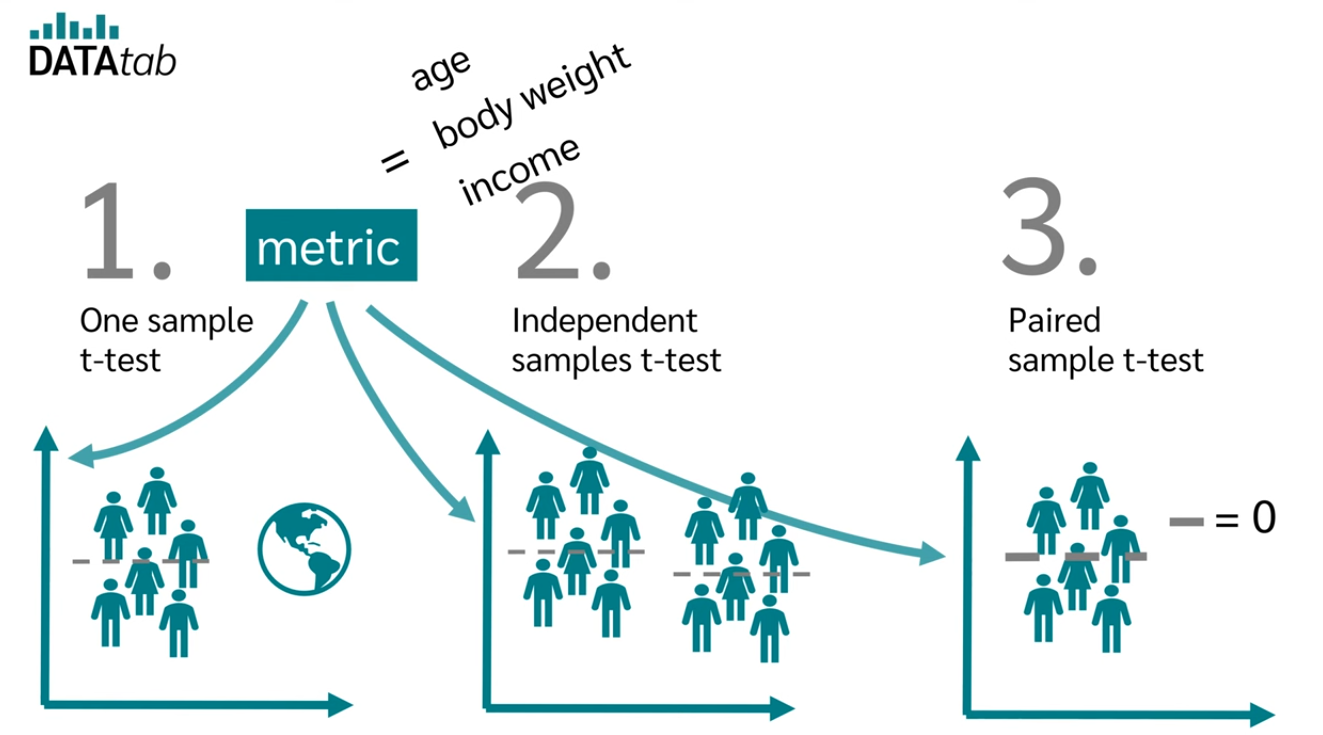 DATAtab
age
body weight
= income
1.
metric
2.
3.
One sample
t-test
Independent
samples t-test
Paired
sample t-test
= 0